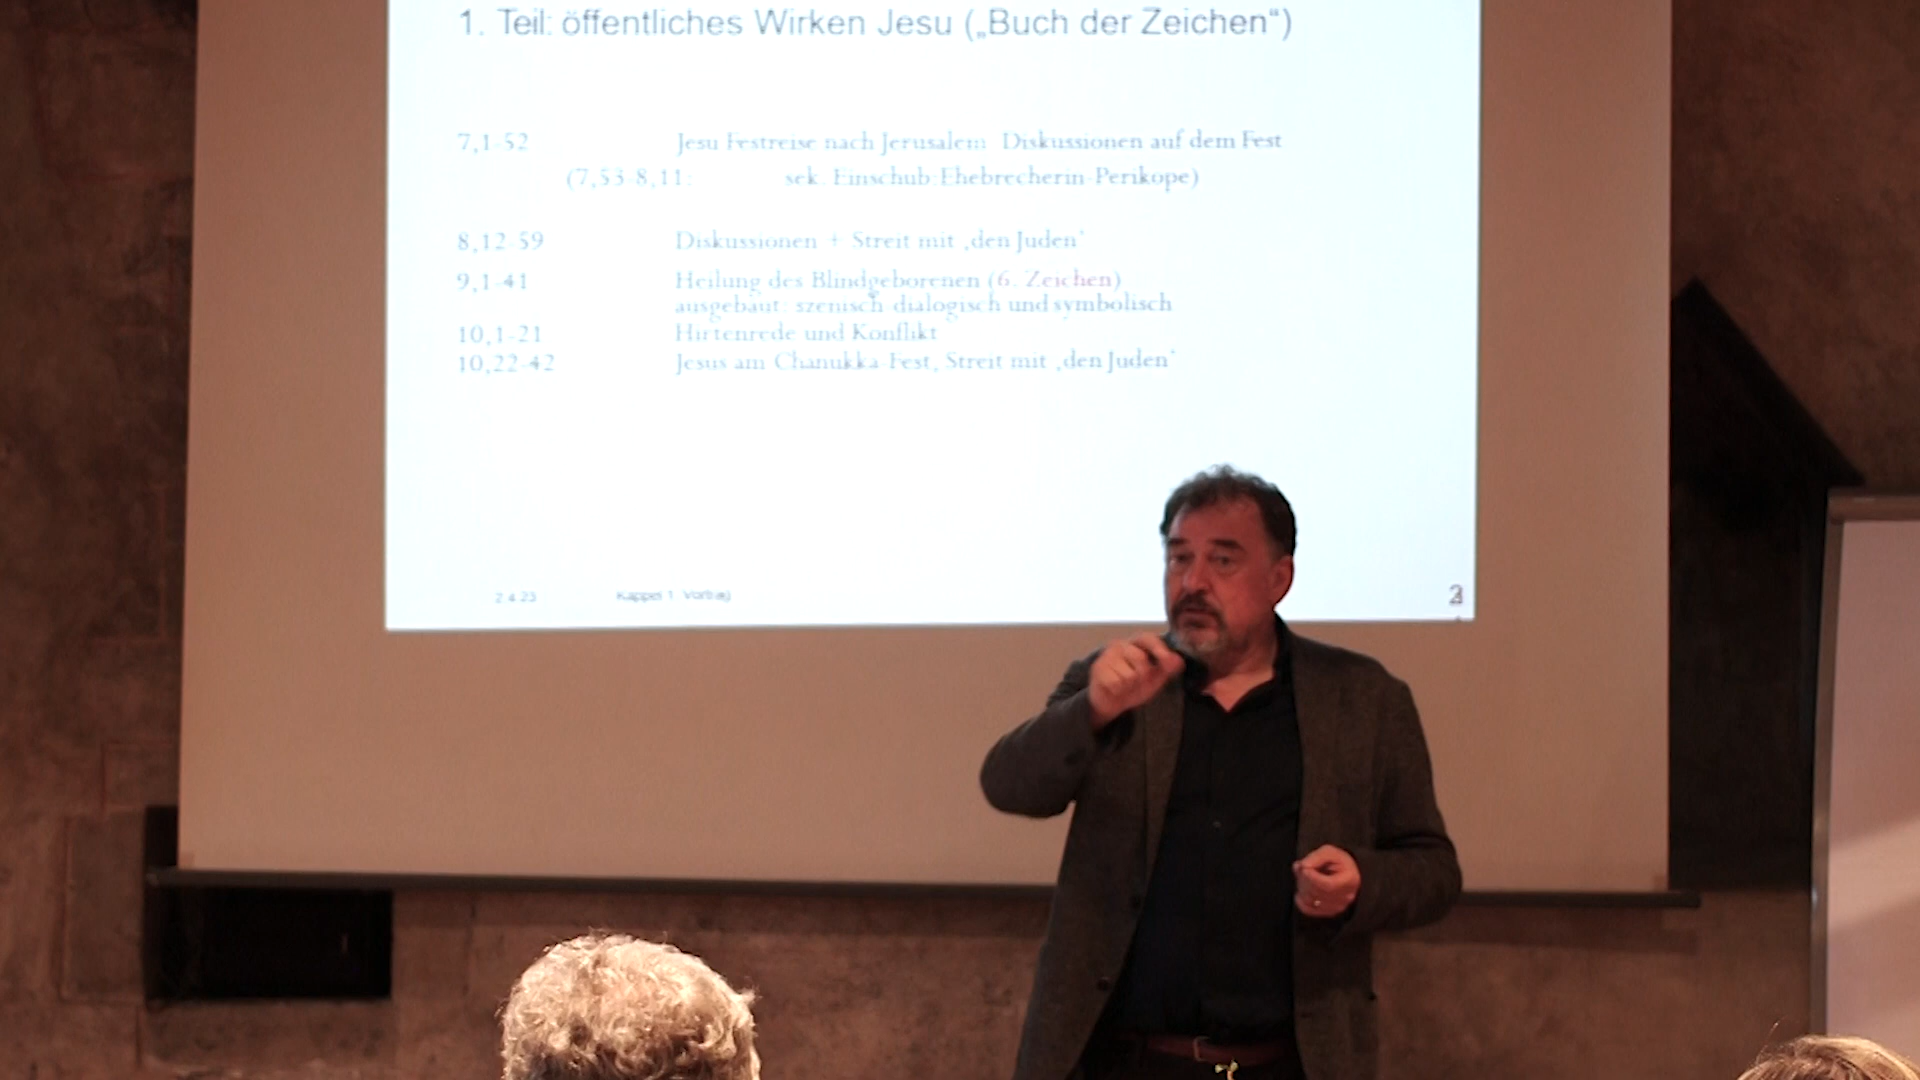 1. Teil: öffentliches Wirken Jesu („Buch der Zeichen“)
7,1-52 Jesu Festreise nach Jerusalem Diskussionen auf dem Fest
(7,53-8,11: sek. Einschub: Ehebrecherin-Perikope)
8,12-59 Diskussionen + Streit mit ‚den Juden‘
9,1-41 Heilung des Blindgeborenen (6. Zeichen)
ausgebaut: szenisch-dialogisch und symbolisch
10,1-21 Hirtenrede und Konflikt
10,22-42 Jesus am Chanukka-Fest, Streit mit ‚den Juden‘
2.4.23 Kappel 1. Vortrag